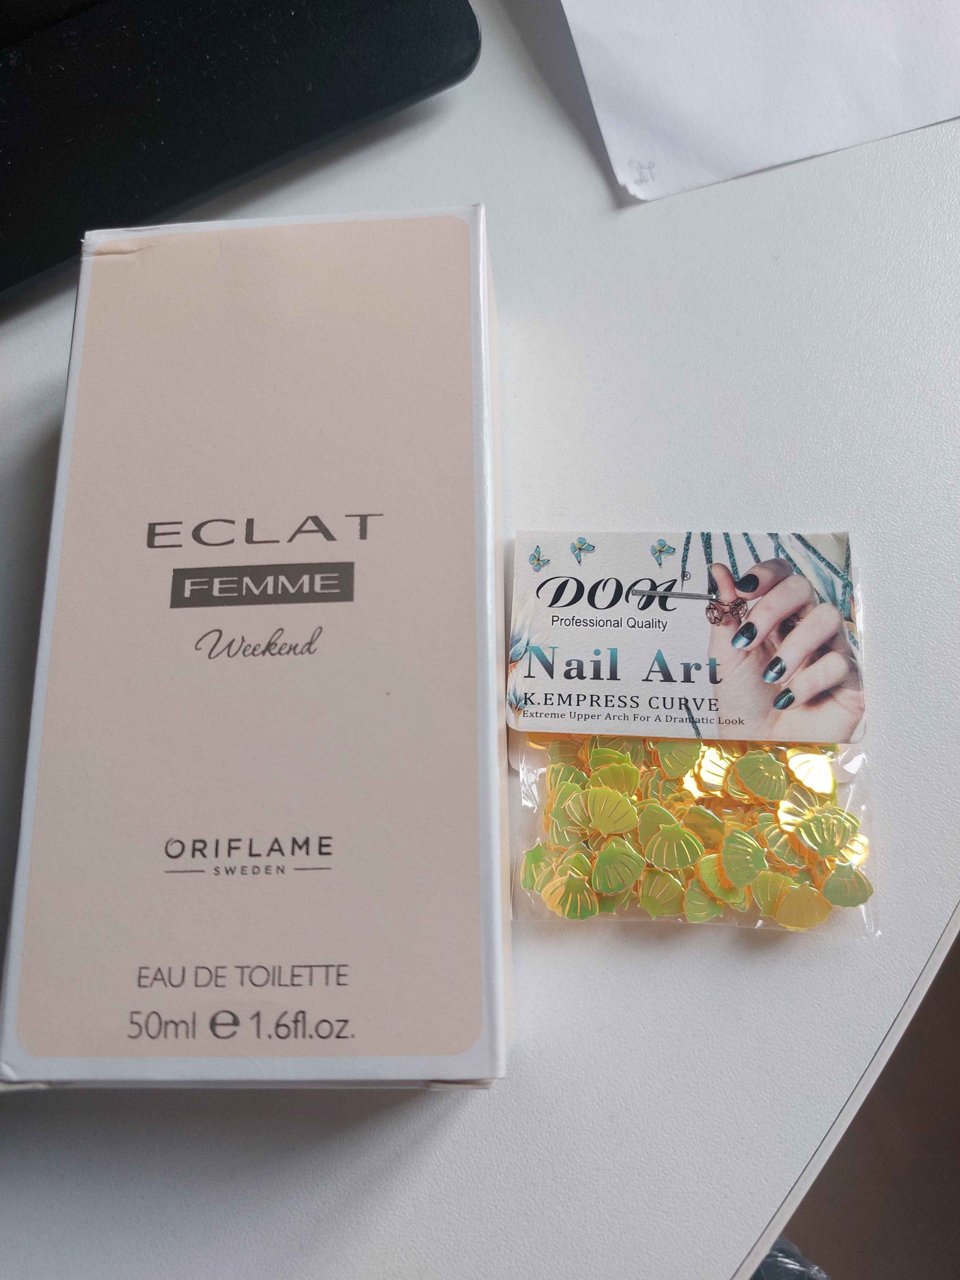 ECLAT
FEMME
Weekend
ORIFLAME
SWEDEN
EAU DE TOILETTE
50ml e 1.6fl.oz.
®
Professional Quality
Nail Art
K.EMPRESS CURVE
Extreme Upper Arch For A Dramatic Look